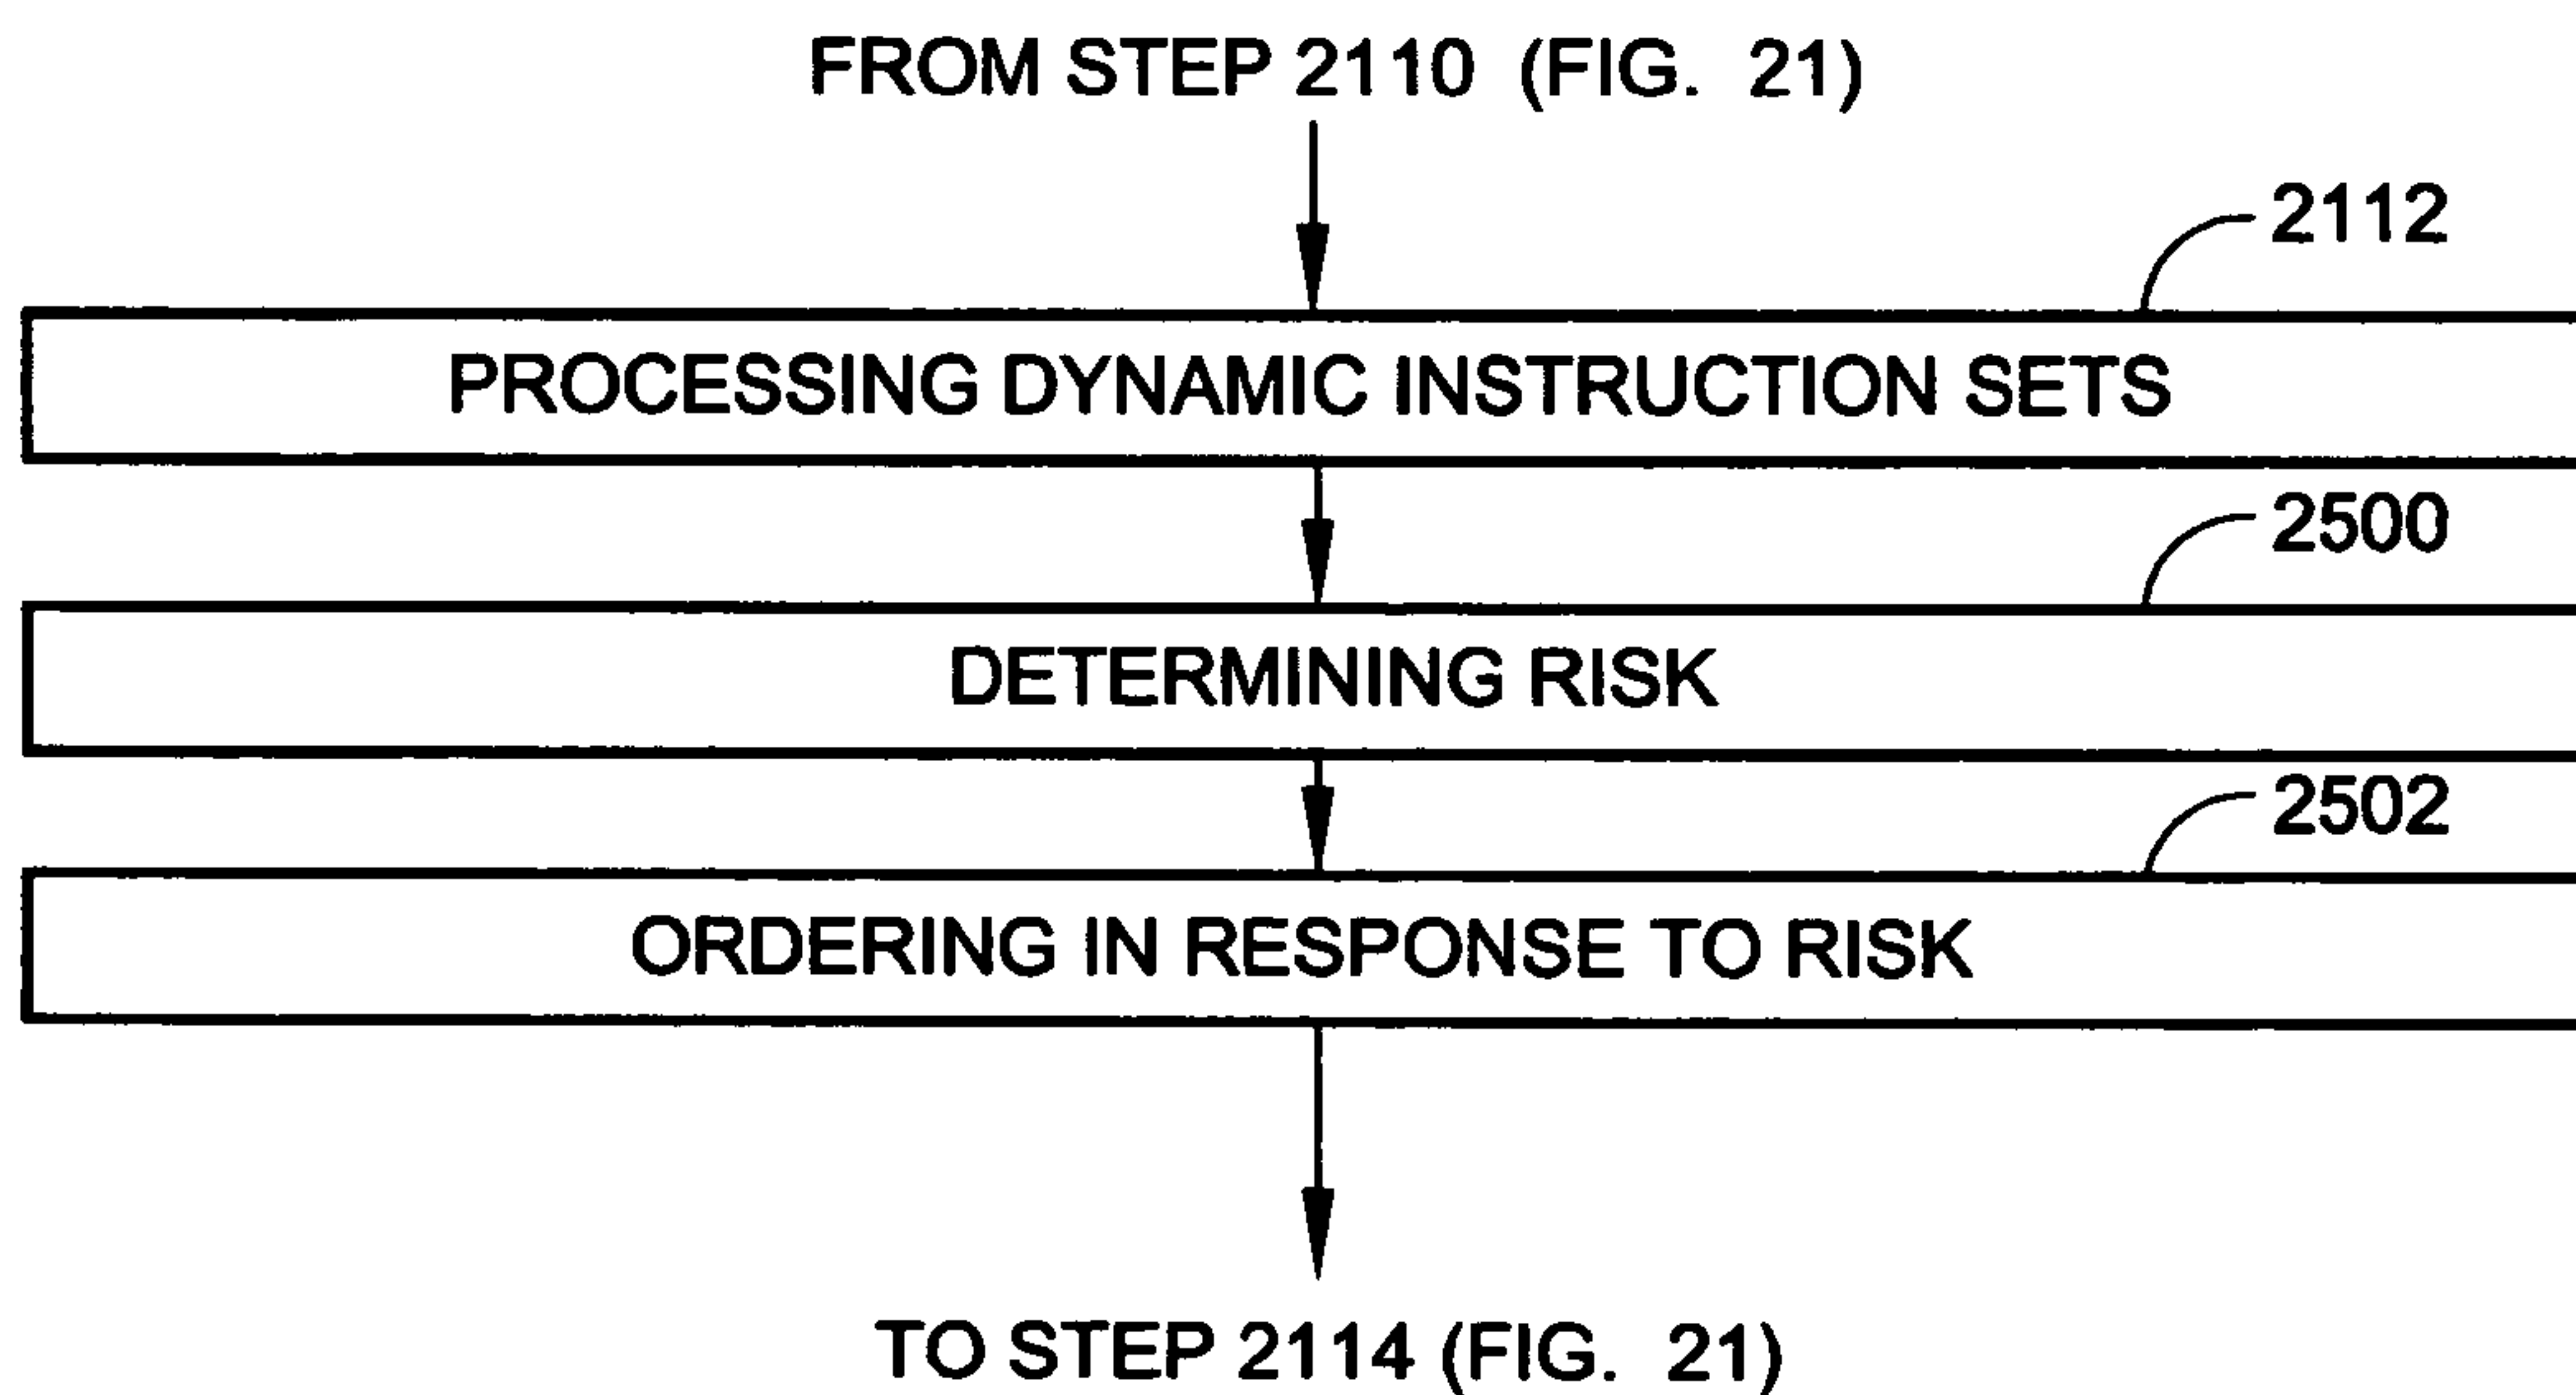 FROM STEP 2110 (FIG. 21)
2112
PROCESSING DYNAMIC INSTRUCTION SETS
2500
DETERMINING RISK
2502
ORDERING IN RESPONSE TO RISK
TO STEP 2114 (FIG. 21)